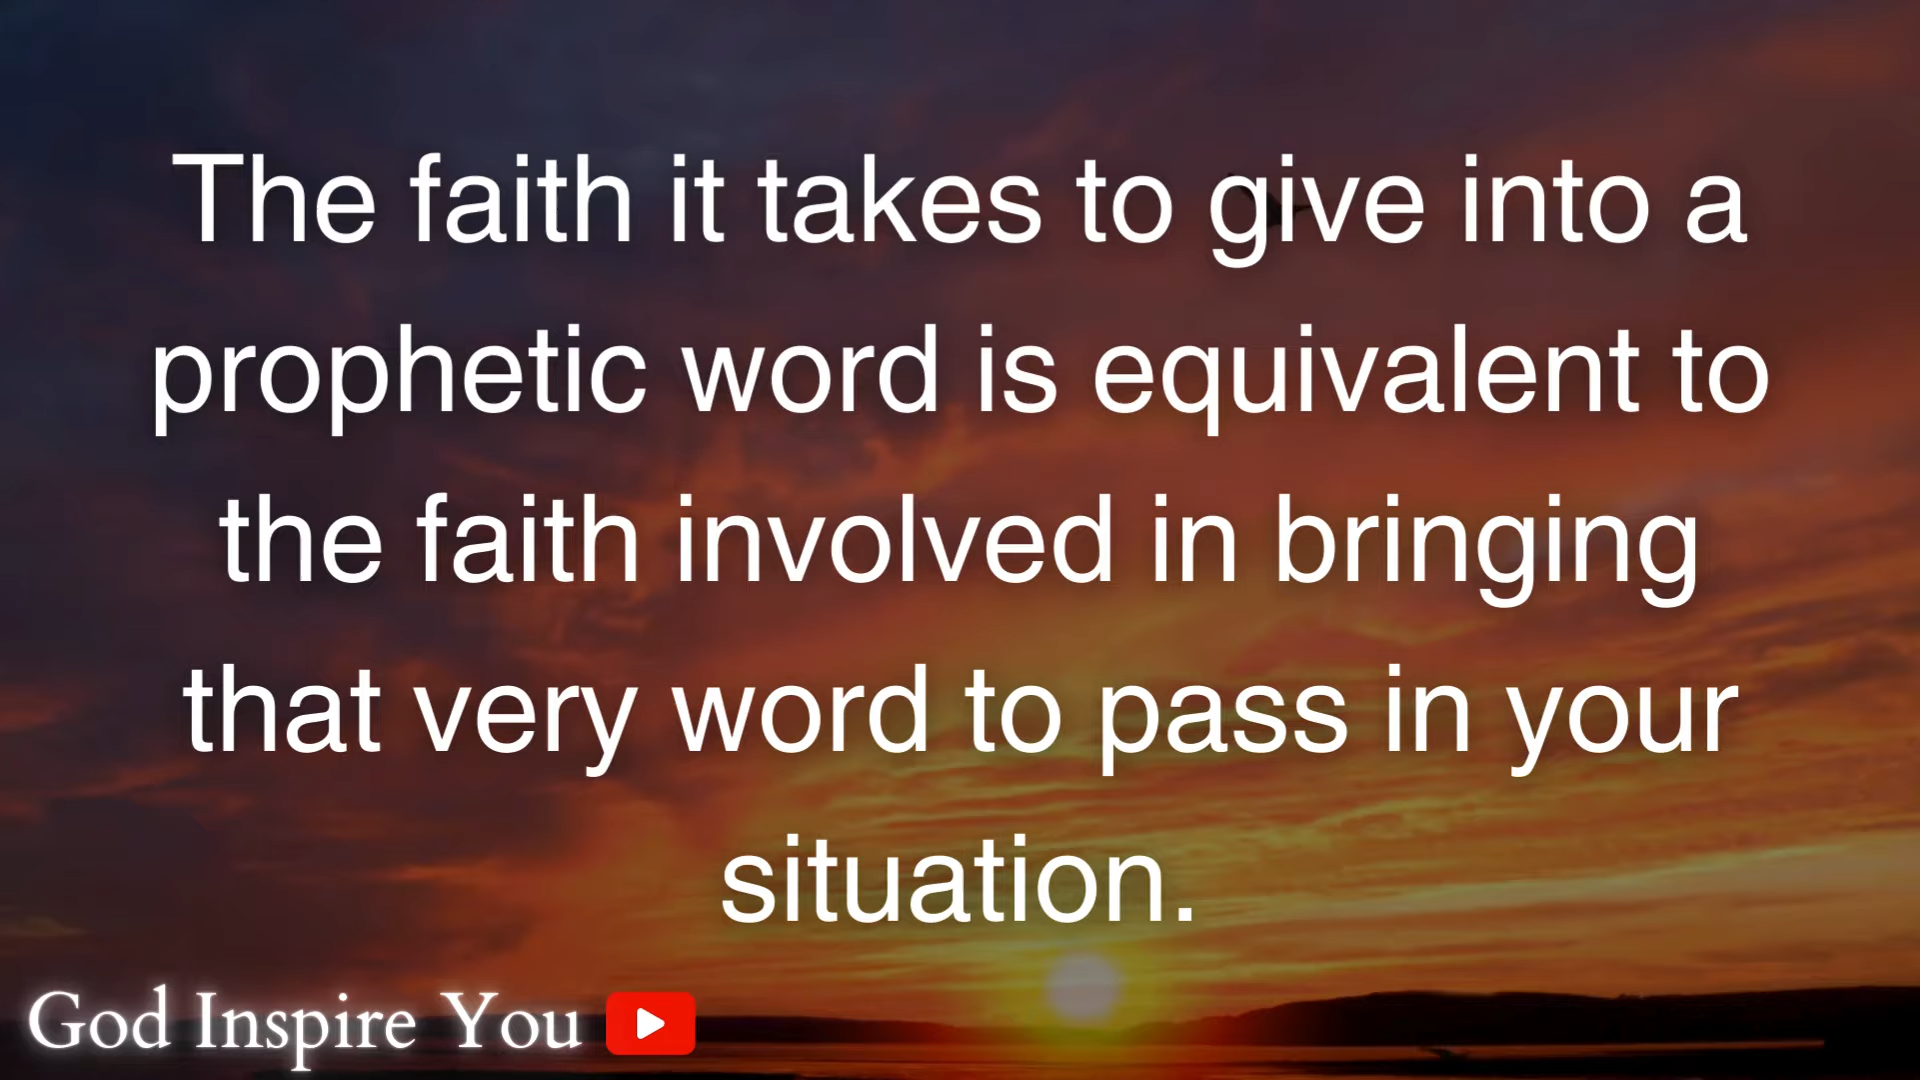 The faith it takes to give into a
prophetic word is equivalent to
the faith involved in bringing
that very word to pass in your
situation.
God Inspire You